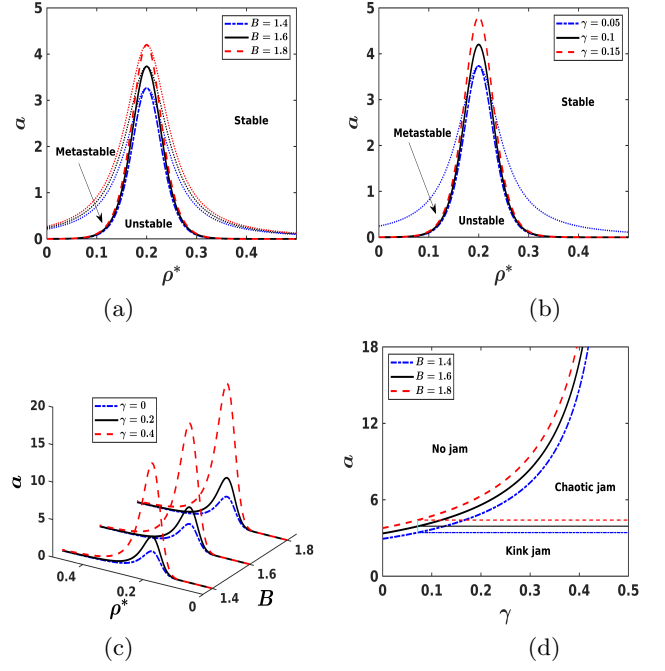 B = 1.4
B = 1.6
B = 1.8
Stable
Metastable
Unstable
a
5
4
3
2
1
0
0 0.1 0.2 0.3 0.4
ρ*
(a)
γ = 0.05
γ = 0.1
γ = 0.15
Stable
Metastable
Unstable
a
5
4
3
2
1
0
0 0.1 0.2 0.3 0.4 0.5
ρ*
(b)
γ = 0
γ = 0.2
γ = 0.4
a
20
15
10
5
0
0.4 0.2 0
ρ*
1.4 1.6 1.8
B
(c)
B = 1.4
B = 1.6
B = 1.8
No jam
Chaotic jam
Kink jam
a
18
12
6
0
0 0.1 0.2 0.3 0.4 0.5
γ
(d)